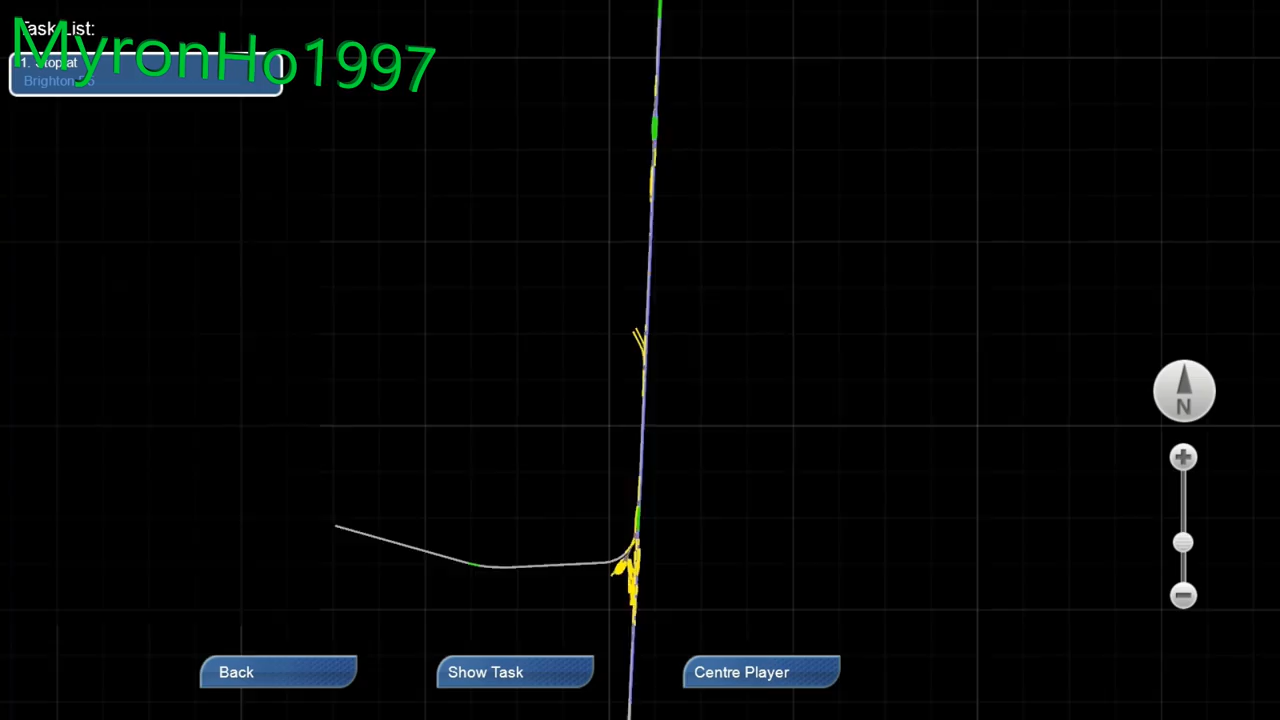 Task List:
MyronHo1997
1. Stop at
Brighton
Back
Show Task
Centre Player
N